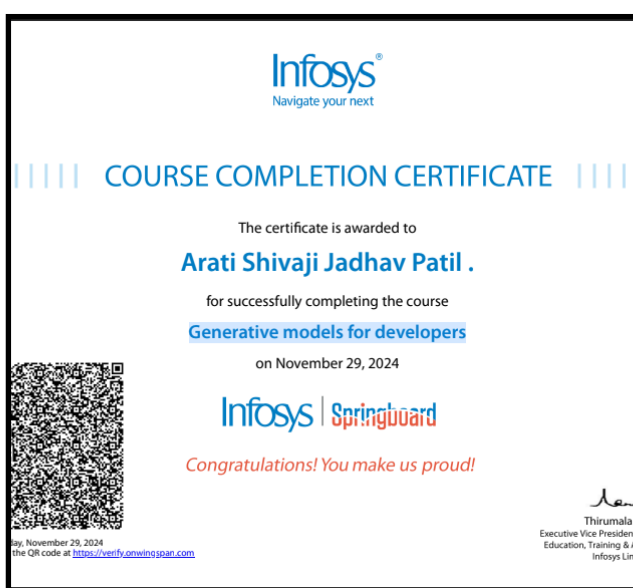 Infosys®
Navigate your next
COURSE COMPLETION CERTIFICATE
The certificate is awarded to
Arati Shivaji Jadhav Patil .
for successfully completing the course
Generative models for developers
on November 29, 2024
Infosys | Springboard
Congratulations! You make us proud!
Thirumala
Executive Vice Presiden
Education, Training &
Infosys Lim
November 29, 2024
the QR code at https://verify.onwingspan.com